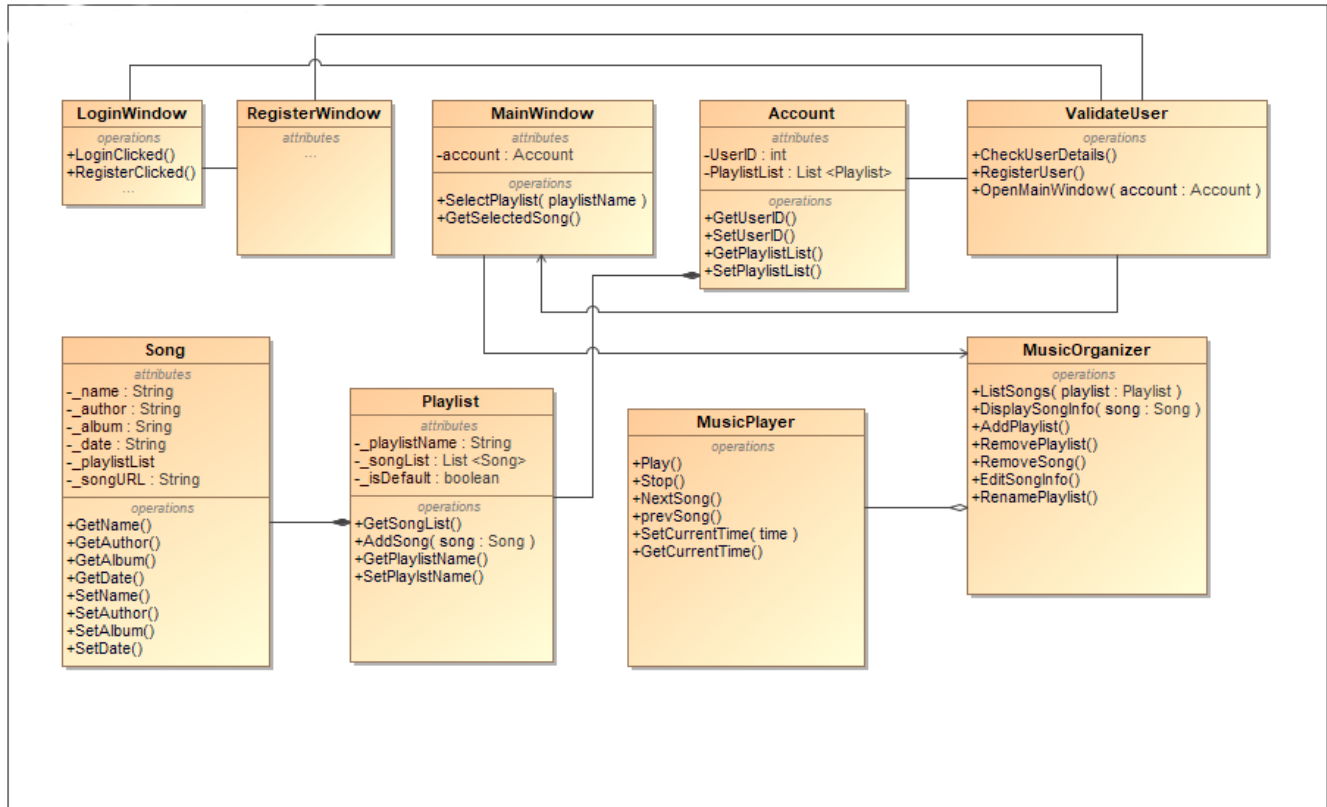 LoginWindow
operations
+LoginClicked()
+RegisterClicked()
...
RegisterWindow
attributes
...
MainWindow
attributes
-account : Account
operations
+SelectPlaylist( playlistName )
+GetSelectedSong()
Account
attributes
-UserID : int
-PlaylistList : List <Playlist>
operations
+GetUserID()
+SetUserID()
+GetPlaylistList()
+SetPlaylistList()
ValidateUser
operations
+CheckUserDetails()
+RegisterUser()
+OpenMainWindow( account : Account )
Song
attributes
-_name : String
-_author : String
-_album : Sring
-_date : String
-_playlistList
-_songURL : String
operations
+GetName()
+GetAuthor()
+GetAlbum()
+GetDate()
+SetName()
+SetAuthor()
+SetAlbum()
+SetDate()
Playlist
attributes
-_playlistName : String
-_songList : List <Song>
-_isDefault : boolean
operations
+GetSongList()
+AddSong( song : Song )
+GetPlaylistName()
+SetPlaylstName()
MusicPlayer
operations
+Play()
+Stop()
+NextSong()
+prevSong()
+SetCurrentTime( time )
+GetCurrentTime()
MusicOrganizer
operations
+ListSongs( playlist : Playlist )
+DisplaySongInfo( song : Song )
+AddPlaylist()
+RemovePlaylist()
+RemoveSong()
+EditSongInfo()
+RenamePlaylist()